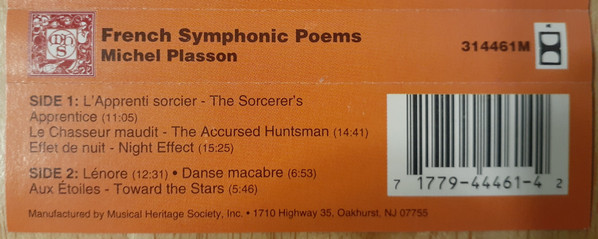 MHS
French Symphonic Poems
Michel Plasson
314461M
SIDE 1: L'Apprenti sorcier - The Sorcerer's
Apprentice (11:05)
Le Chasseur maudit - The Accursed Huntsman (14:41)
Effet de nuit - Night Effect (15:25)
SIDE 2: Lénore (12:31) • Danse macabre (6:53)
Aux Étoiles - Toward the Stars (5:46)
7 1779-44461-4 2
Manufactured by Musical Heritage Society, Inc. • 1710 Highway 35, Oakhurst, NJ 07755